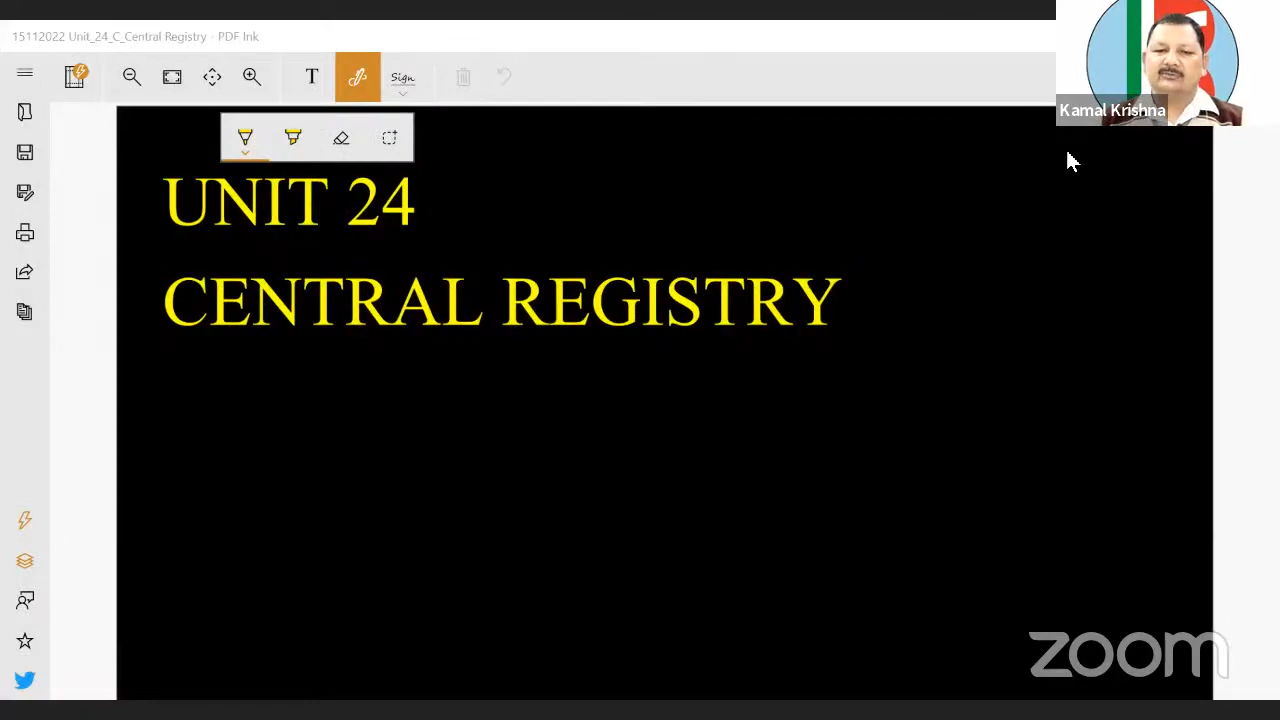 15112022 Unit_24_C_Central Registry - PDF Ink
T
Sign
Kamal Krishna
UNIT 24
CENTRAL REGISTRY
zoom